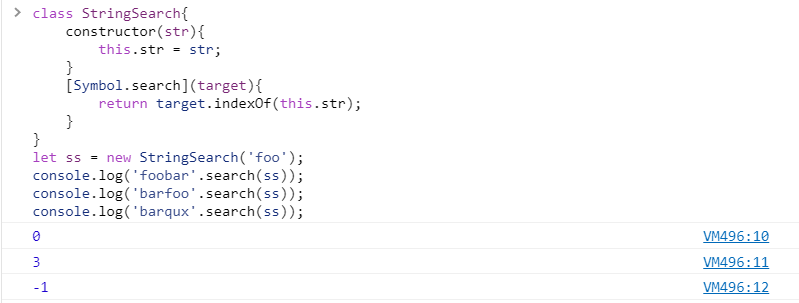 > class StringSearch{
    constructor(str){
        this.str = str;
    }
    [Symbol.search](target){
        return target.indexOf(this.str);
    }
}
let ss = new StringSearch('foo');
console.log('foobar'.search(ss));
console.log('barfoo'.search(ss));
console.log('barqux'.search(ss));
0 VM496:10
3 VM496:11
-1 VM496:12